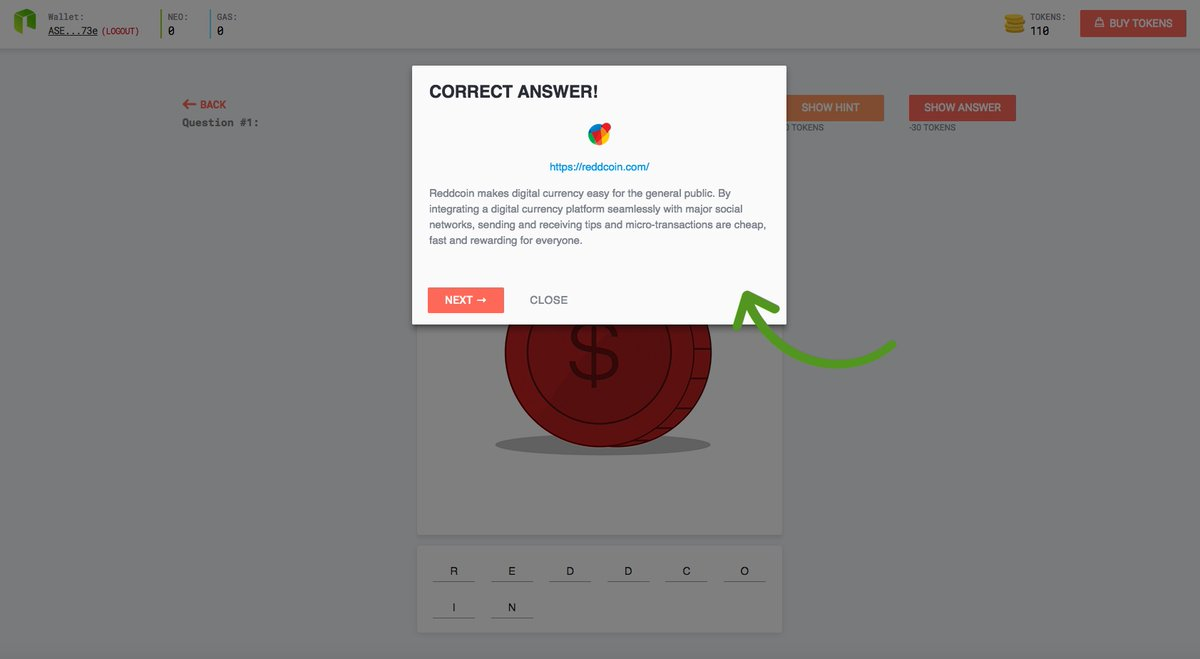 Wallet:
ASE...73e (LOGOUT)
NEO:
0
GAS:
0
TOKENS:
110
BUY TOKENS
← BACK
Question #1:
SHOW HINT
0 TOKENS
SHOW ANSWER
-30 TOKENS
CORRECT ANSWER!
https://reddcoin.com/
Reddcoin makes digital currency easy for the general public. By
integrating a digital currency platform seamlessly with major social
networks, sending and receiving tips and micro-transactions are cheap,
fast and rewarding for everyone.
NEXT → CLOSE
$
R E D D C O
I N